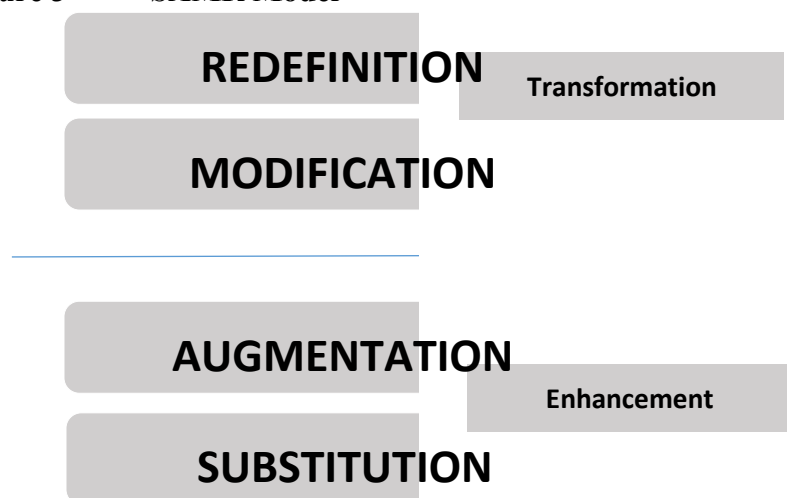 REDEFINITION
Transformation
MODIFICATION
AUGMENTATION
Enhancement
SUBSTITUTION